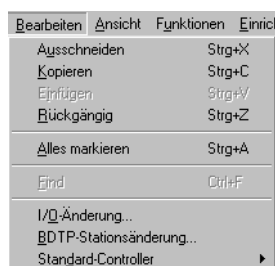 Bearbeiten Ansicht Funktionen Einric
Ausschneiden Strg+X
Kopieren Strg+C
Einfügen Strg+V
Rückgängig Strg+Z
Alles markieren Strg+A
Find Ctrl+F
I/O-Änderung...
BDTP-Stationsänderung...
Standard-Controller